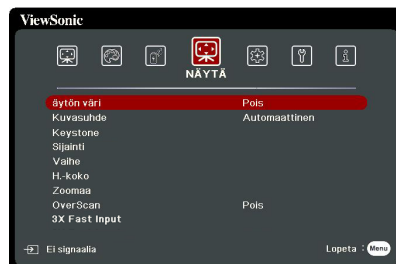 ViewSonic
NÄYTÄ
äytön väri Pois
Kuvasuhde Automaattinen
Keystone
Sijainti
Vaihe
H.-koko
Zoomaa
OverScan Pois
3X Fast Input
Ei signaalia Lopeta : Menu